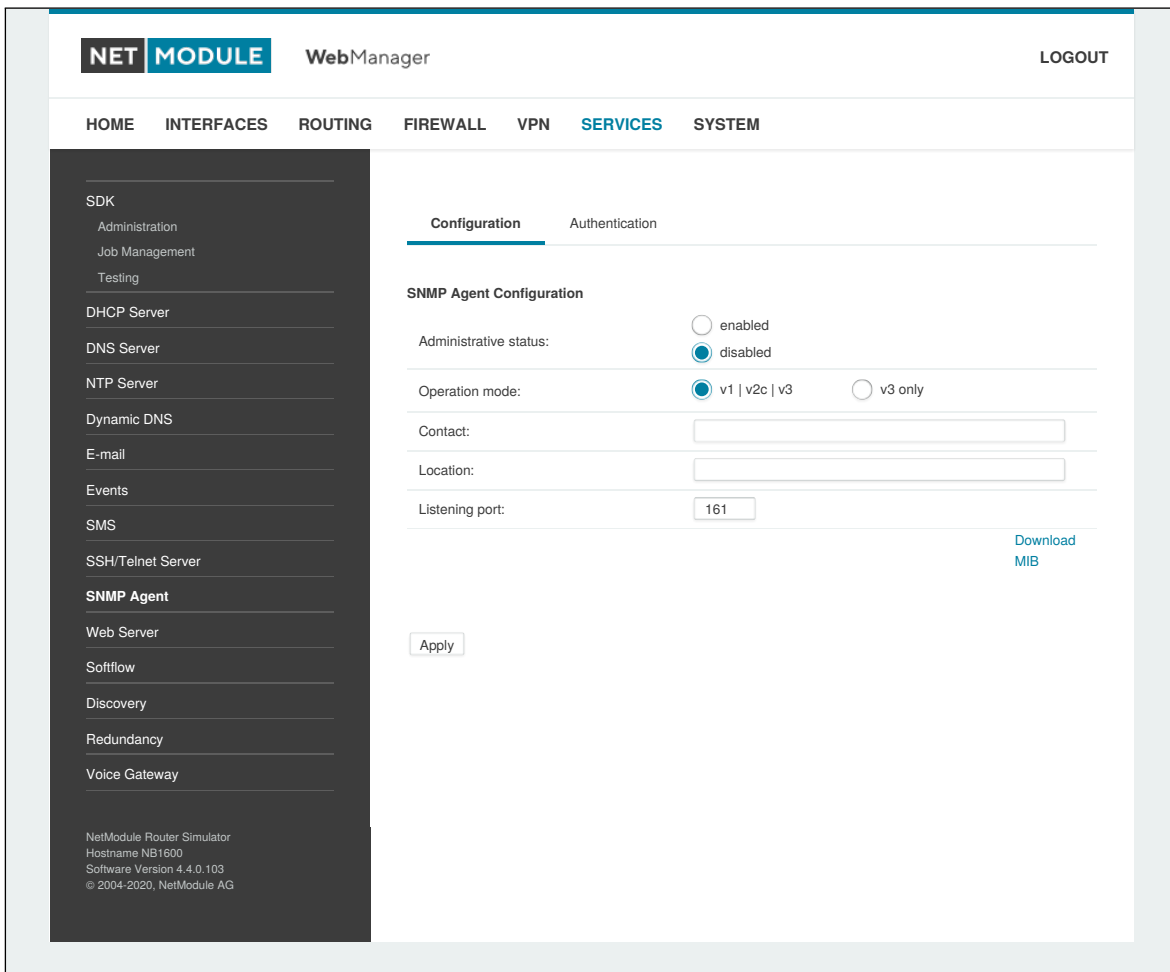 NET MODULE WebManager LOGOUT
HOME INTERFACES ROUTING FIREWALL VPN SERVICES SYSTEM
SDK
Administration
Job Management
Testing
DHCP Server
DNS Server
NTP Server
Dynamic DNS
E-mail
Events
SMS
SSH/Telnet Server
SNMP Agent
Web Server
Softflow
Discovery
Redundancy
Voice Gateway
NetModule Router Simulator
Hostname NB1600
Software Version 4.4.0.103
© 2004-2020, NetModule AG
Configuration Authentication
SNMP Agent Configuration
Administrative status:
enabled
disabled
Operation mode: v1 | v2c | v3 v3 only
Contact:
Location:
Listening port: 161
Download
MIB
Apply